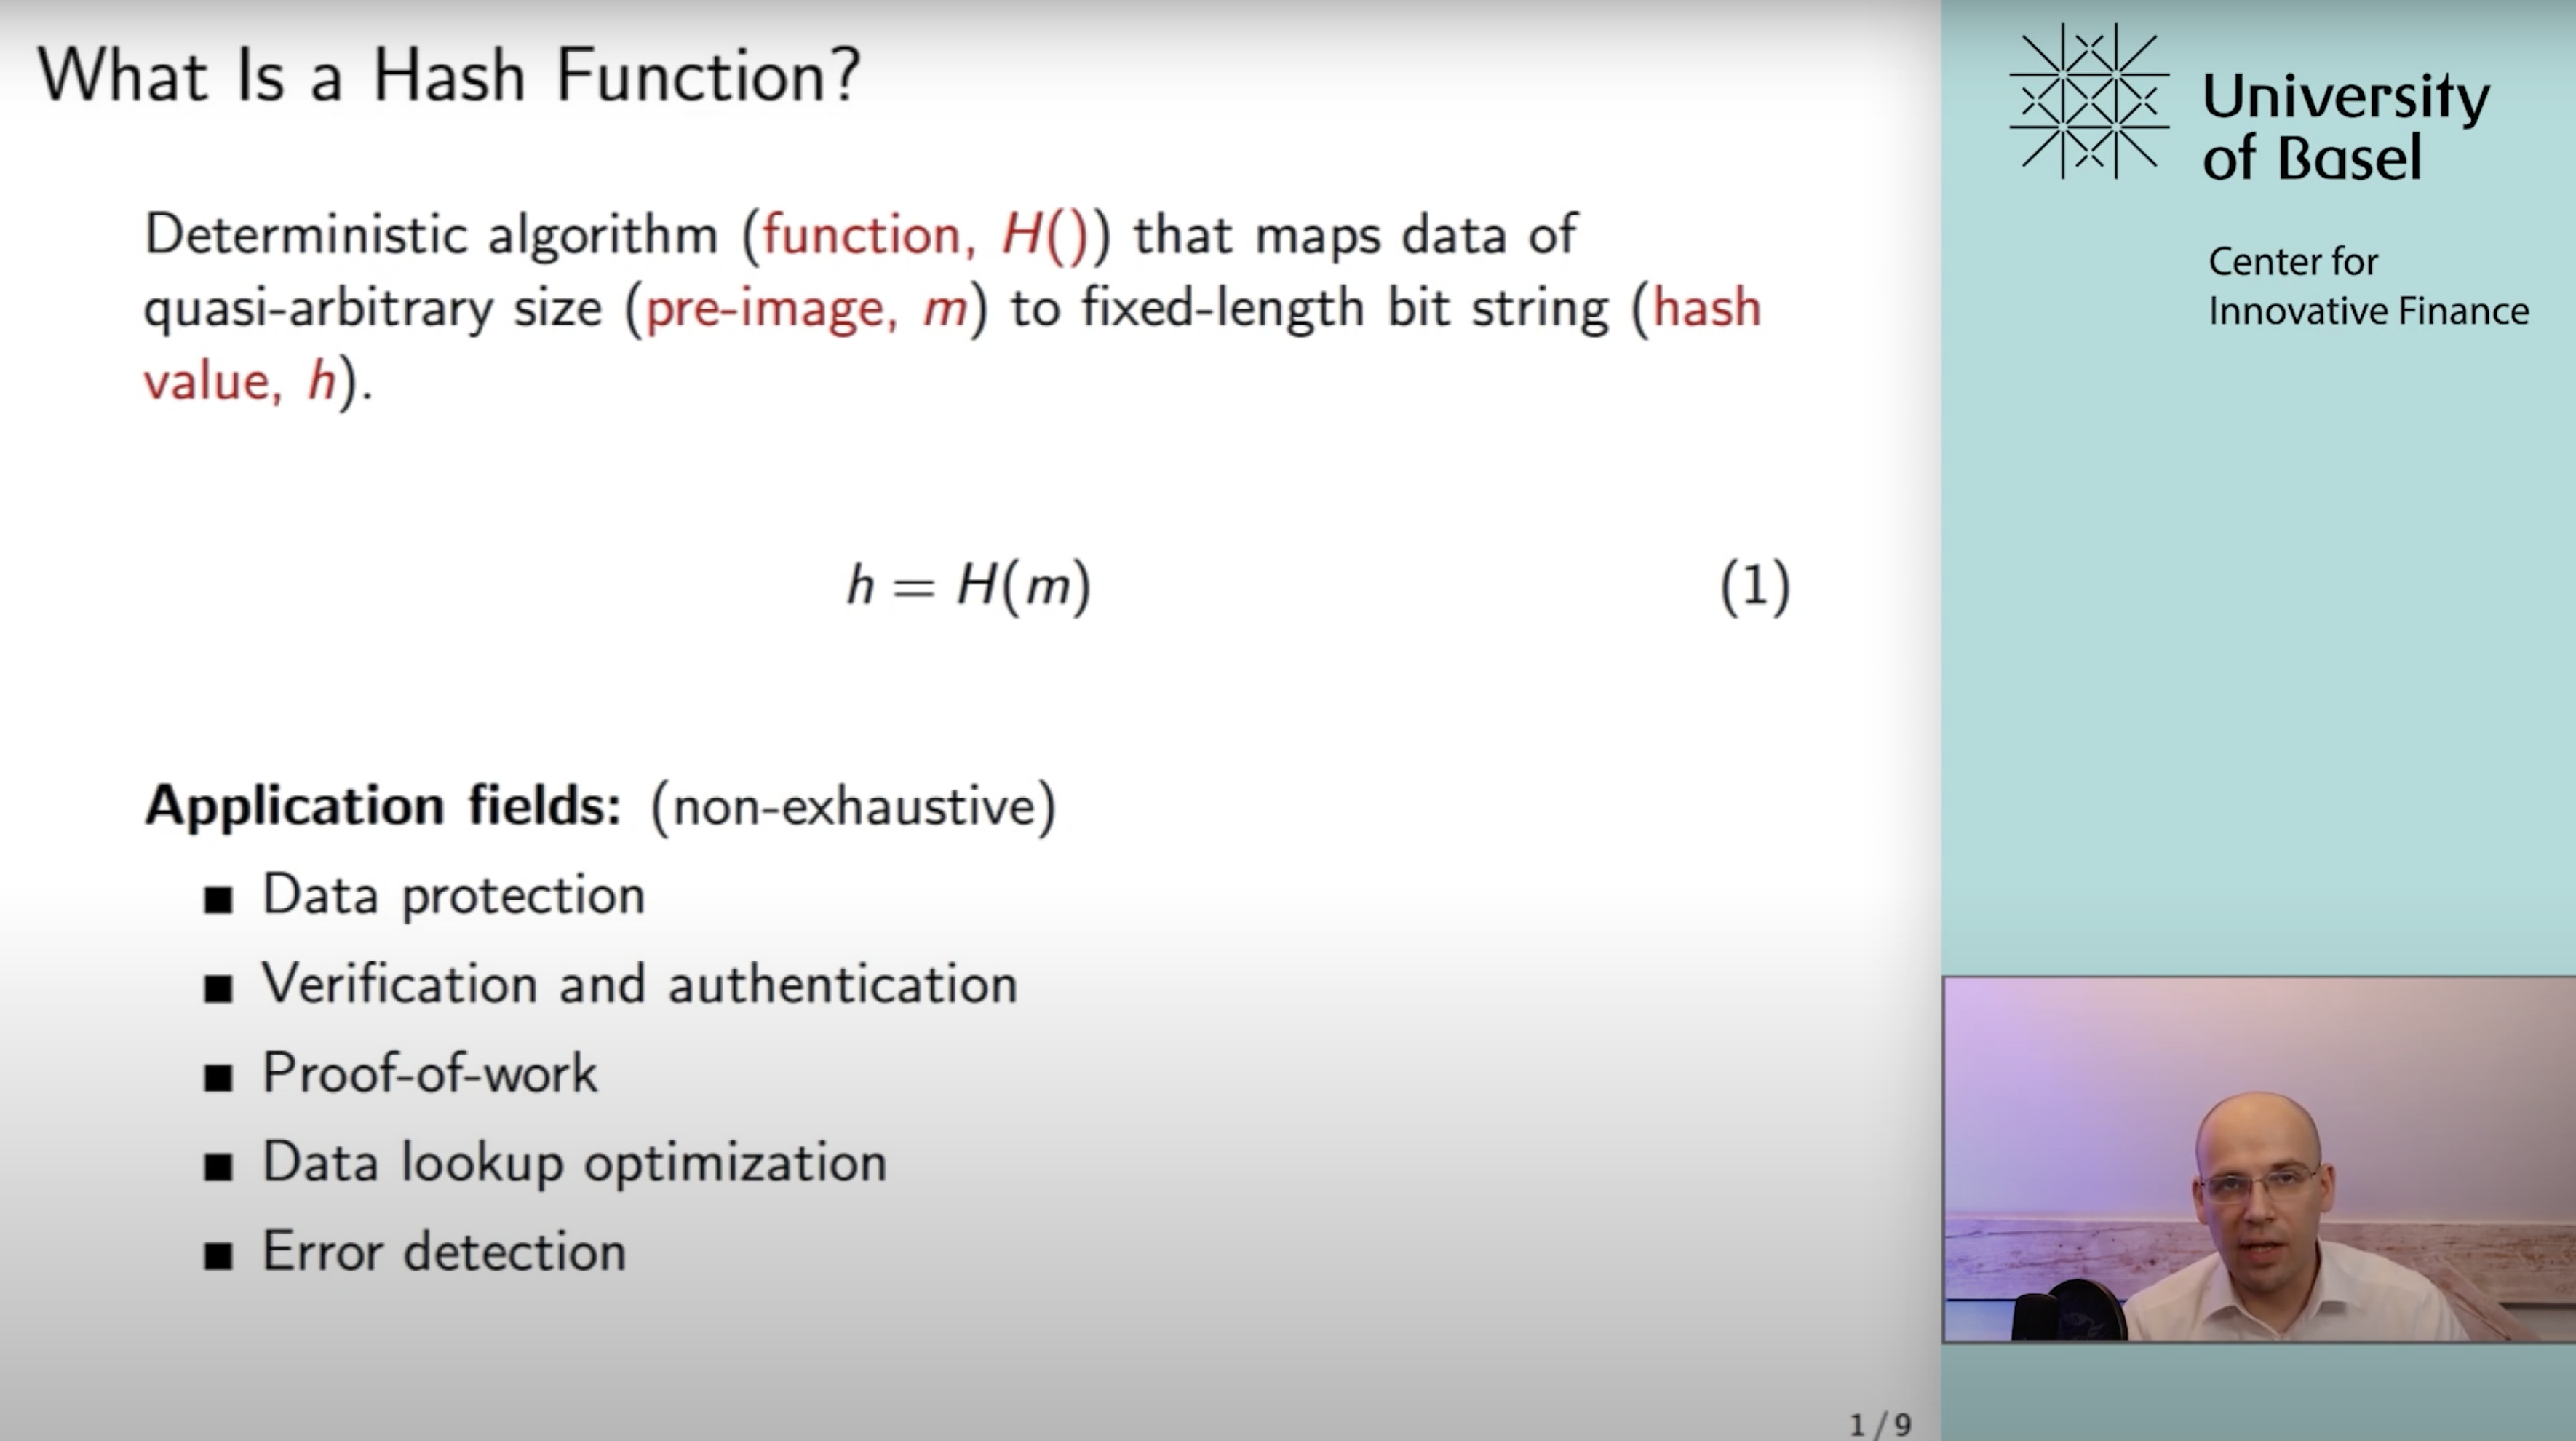 What Is a Hash Function?
Deterministic algorithm (function, H()) that maps data of
quasi-arbitrary size (pre-image, m) to fixed-length bit string (hash
value, h).
h = H(m) (1)
Application fields: (non-exhaustive)
■ Data protection
■ Verification and authentication
■ Proof-of-work
■ Data lookup optimization
■ Error detection
1 / 9
University
of Basel
Center for
Innovative Finance